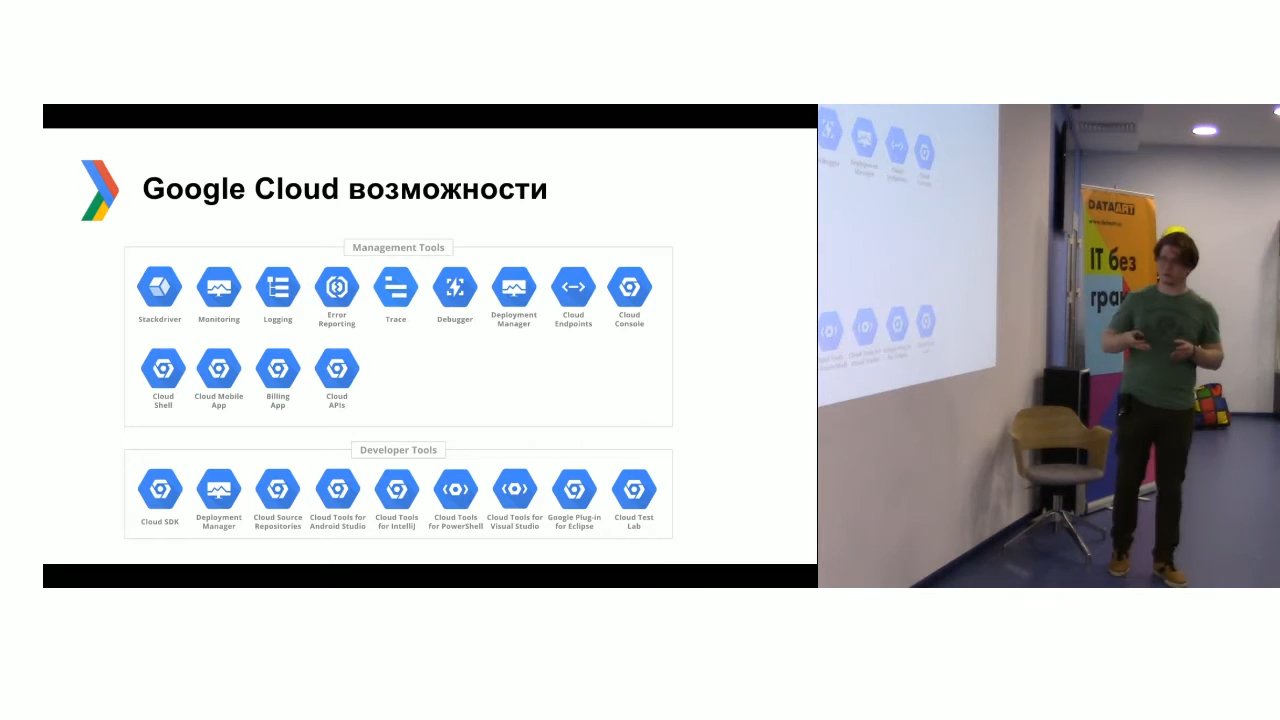 Google Cloud возможности
Management Tools
Stackdriver
Monitoring
Logging
Error
Reporting
Trace
Debugger
Deployment
Manager
Cloud
Endpoints
Cloud
Console
Cloud
Shell
Cloud Mobile
App
Billing
App
Cloud
APIs
Developer Tools
Cloud SDK
Deployment
Manager
Cloud Source
Repositories
Cloud Tools for
Android Studio
Cloud Tools
for IntelliJ
Cloud Tools
for PowerShell
Cloud Tools for
Visual Studio
Google Plug-in
for Eclipse
Cloud Test
Lab
DATAART
IT без
гра